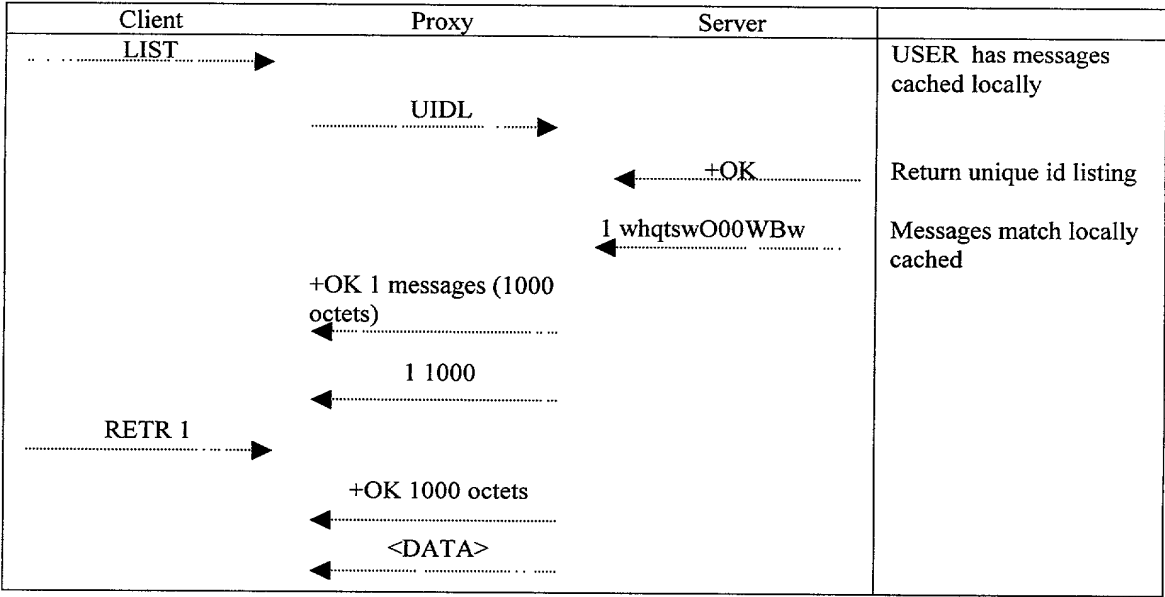 Client Proxy Server
LIST
USER has messages
cached locally
UIDL
+OK
Return unique id listing
1 whqtswO00WBw
Messages match locally
cached
+OK 1 messages (1000
octets)
1 1000
RETR 1
+OK 1000 octets
<DATA>